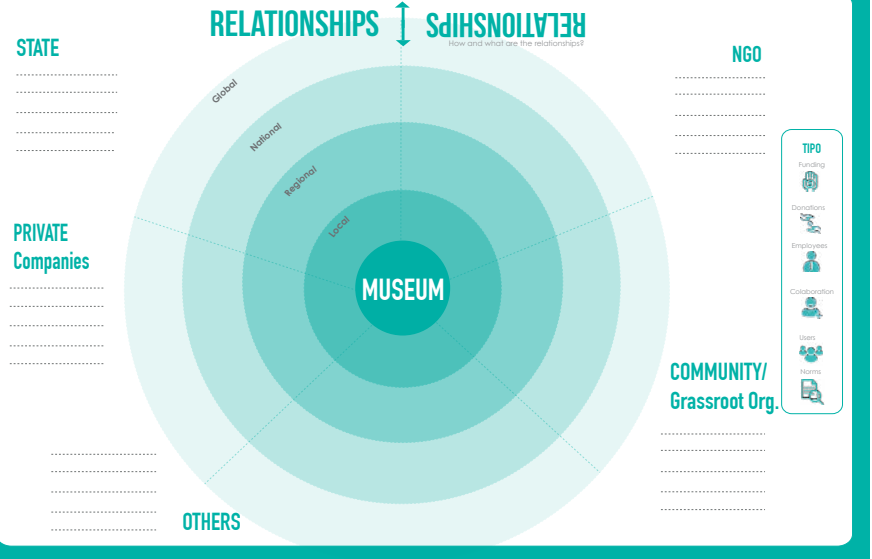 RELATIONSHIPS
RELATIONSHIPS
How and what are the relationships?
STATE
NGO
Global
National
Regional
Local
MUSEUM
PRIVATE
Companies
COMMUNITY/
Grassroot Org.
OTHERS
TIPO
Funding
Donations
Employees
Colaboration
Users
Norms